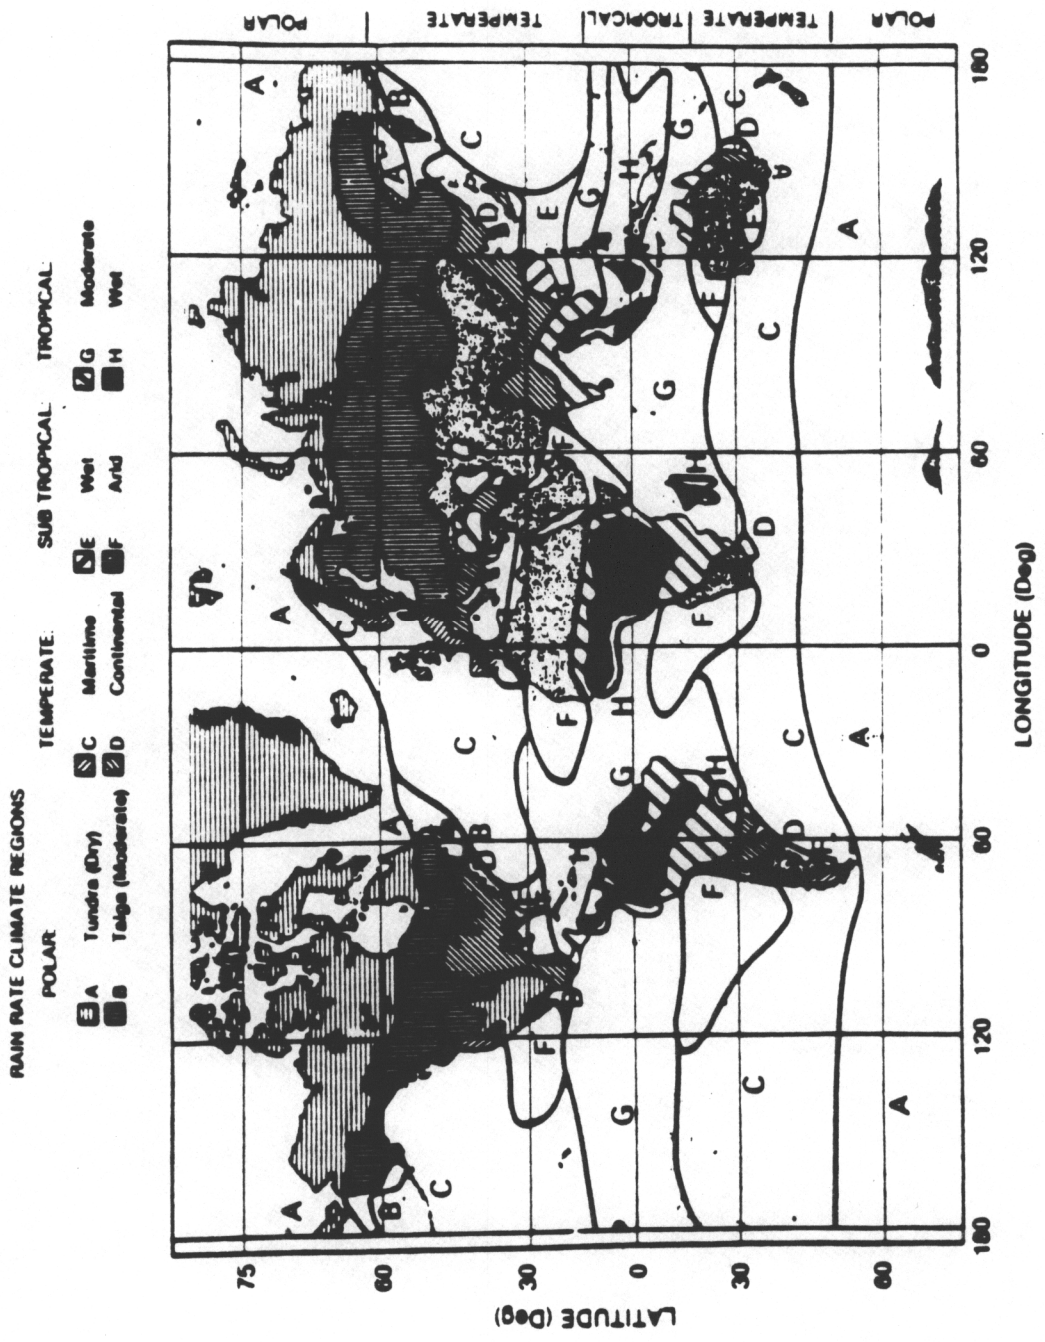 RAIN RATE CLIMATE REGIONS
POLAR: TEMPERATE: SUB TROPICAL: TROPICAL:
A Tundra (Dry) C Maritime E Wet G Moderate
B Taiga (Moderate) D Continental F Arid H Wet
POLAR TEMPERATE TROPICAL TROPICAL TEMPERATE POLAR
LATITUDE (Deg)
75
60
30
0
30
60
180 120 60 0 60 120 180
LONGITUDE (Deg)
A A A
B C B
C C C
F F F
G G G
H H H
A A A
D D D
E E